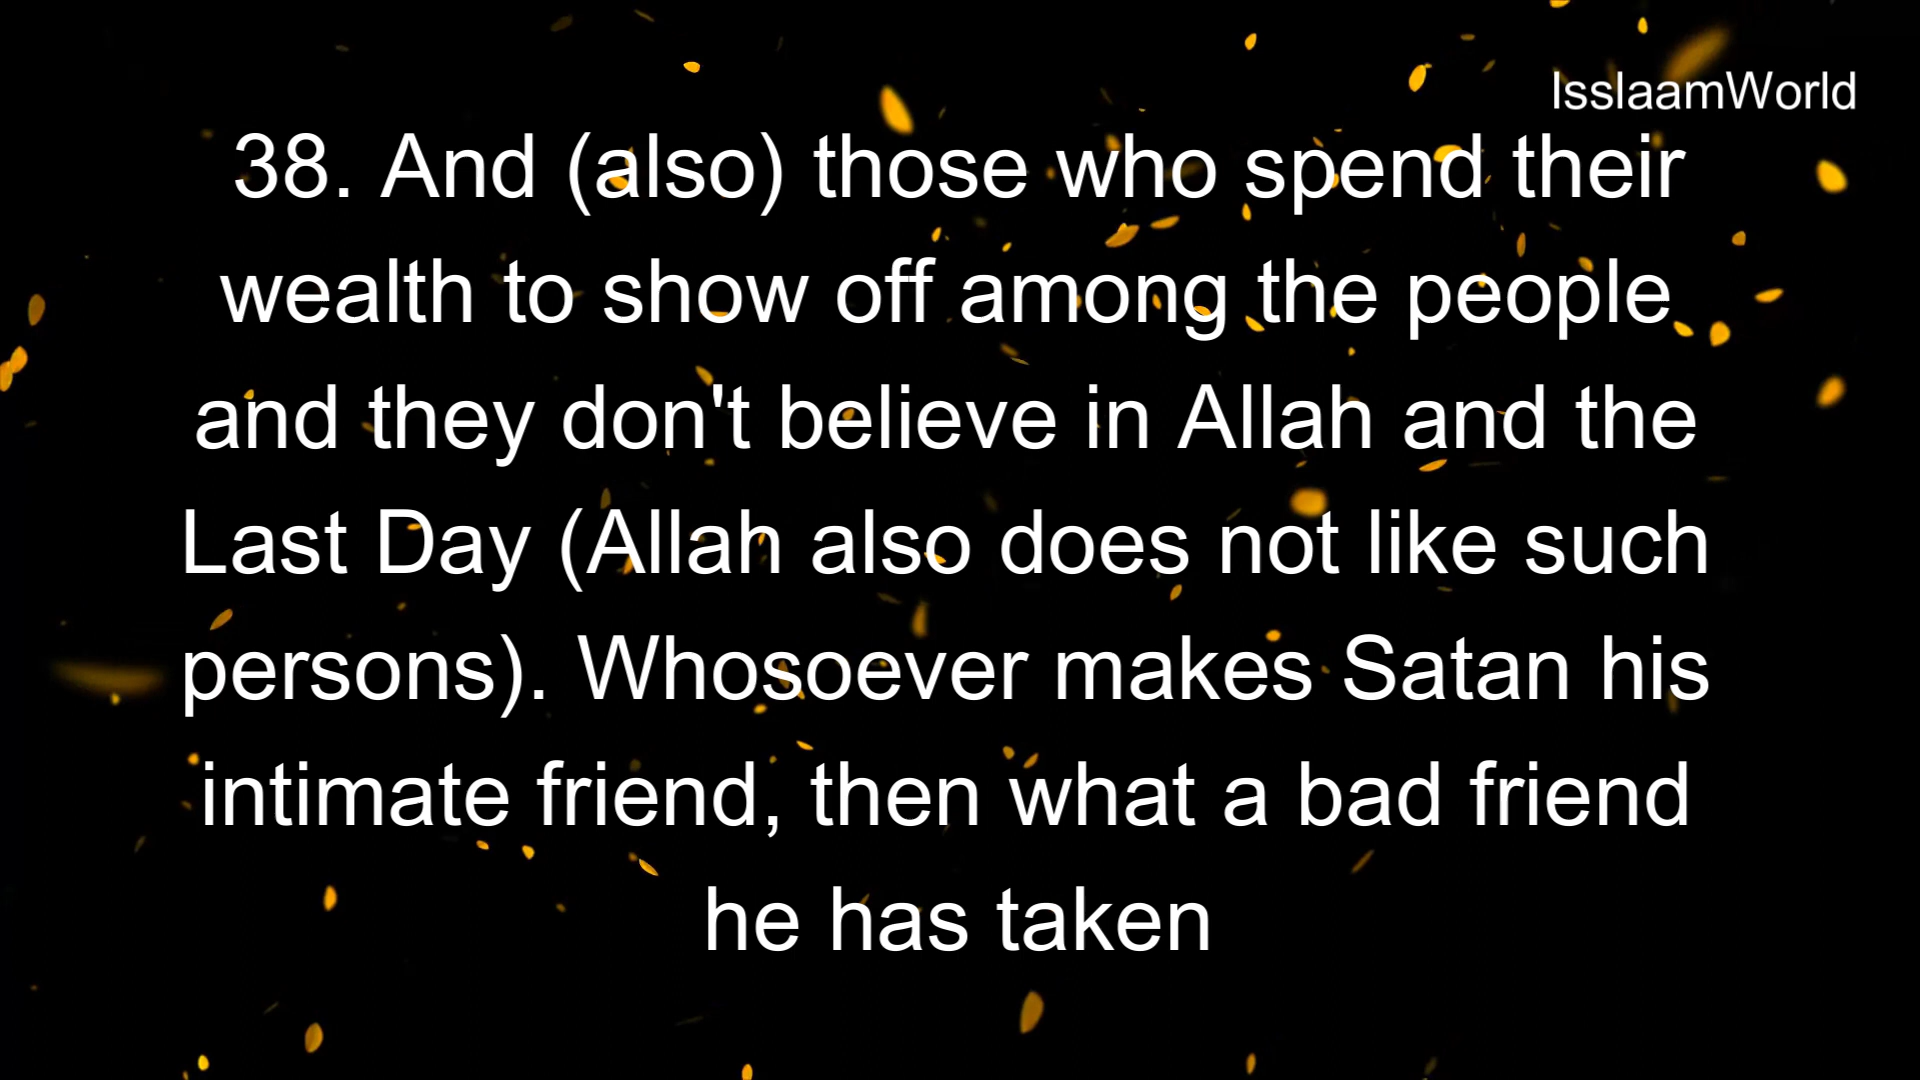 IsslaamWorld
38. And (also) those who spend their
wealth to show off among the people
and they don't believe in Allah and the
Last Day (Allah also does not like such
persons). Whosoever makes Satan his
intimate friend, then what a bad friend
he has taken